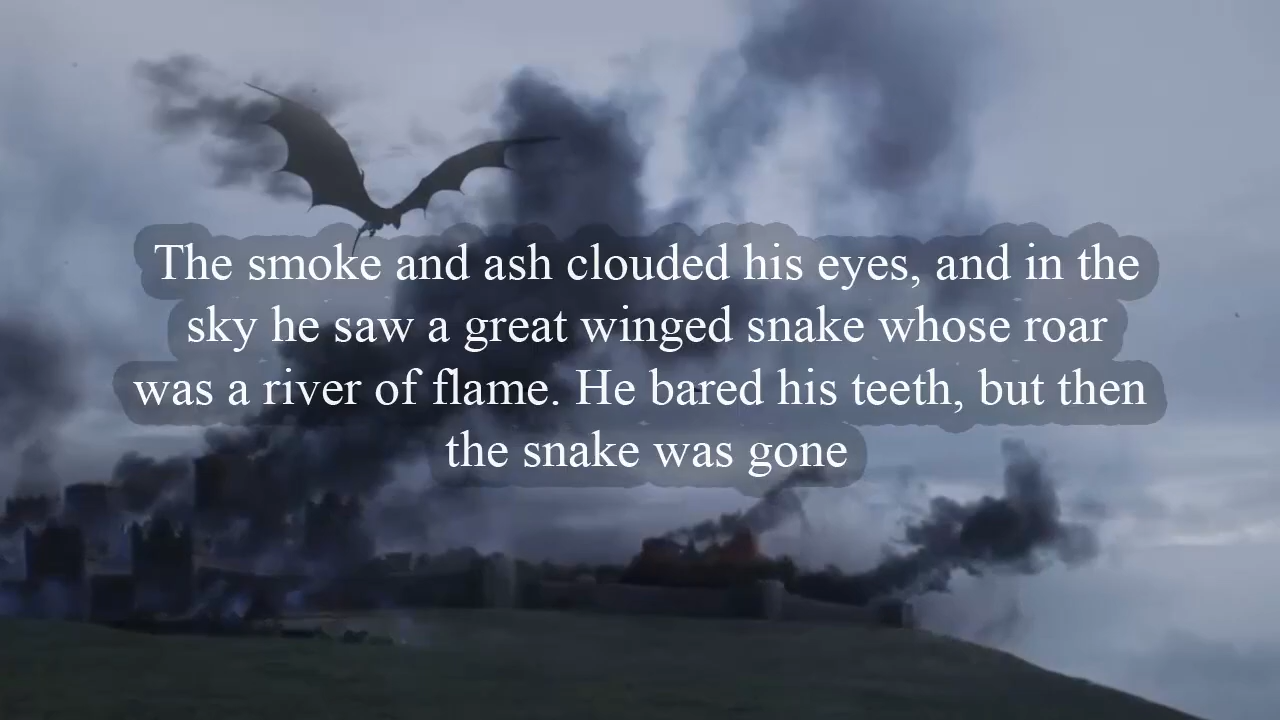 The smoke and ash clouded his eyes, and in the
sky he saw a great winged snake whose roar
was a river of flame. He bared his teeth, but then
the snake was gone